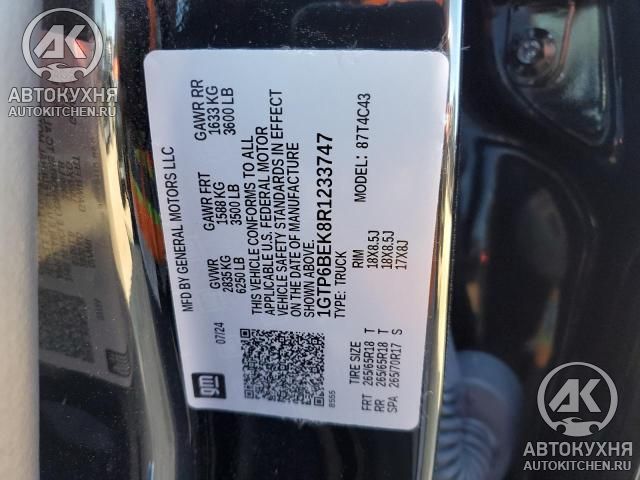 АВТОКУХНЯ
AUTOKITCHEN.RU
MFD BY GENERAL MOTORS LLC
07/24
GVWR
2835 KG
6250 LB
GAWR FRT
1588 KG
3500 LB
GAWR RR
1633 KG
3600 LB
THIS VEHICLE CONFORMS TO ALL
APPLICABLE U.S. FEDERAL MOTOR
VEHICLE SAFETY STANDARDS IN EFFECT
ON THE DATE OF MANUFACTURE
SHOWN ABOVE.
1GTP6BEK8R1233747
TYPE: TRUCK
MODEL: 87T4C43
gm
8555
TIRE SIZE RIM
FRT 265/65R18 T 18X8.5J
RR 265/65R18 T 18X8.5J
SPA 265/70R17 S 17X8J
АК
АВТОКУХНЯ
AUTOKITCHEN.RU